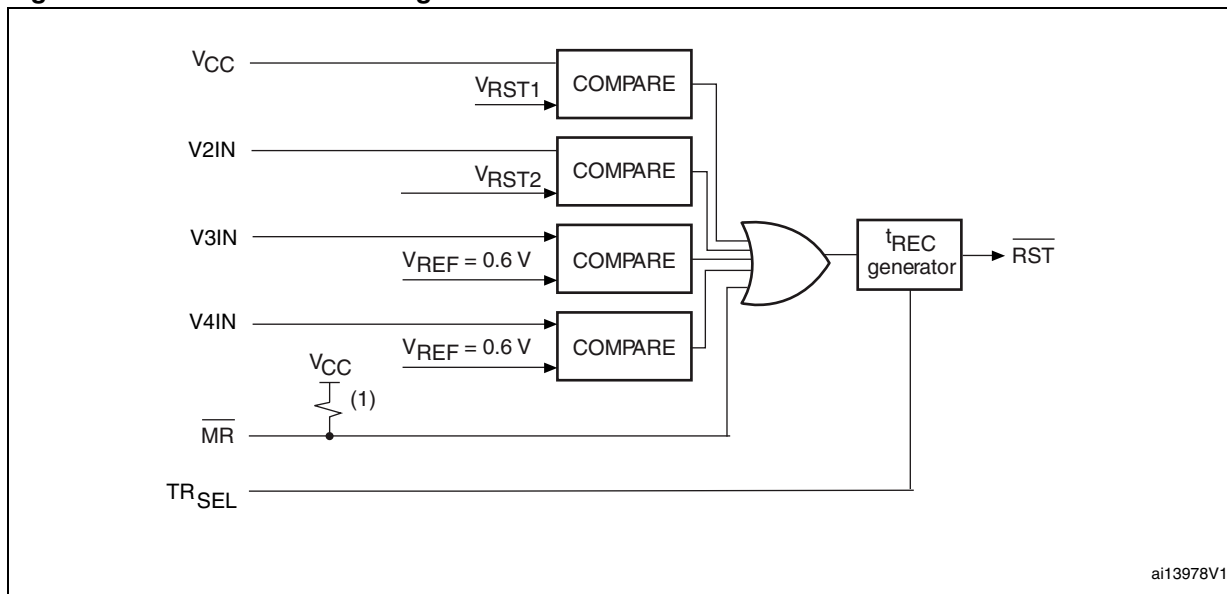 VCC
VRST1
COMPARE
V2IN
VRST2
COMPARE
V3IN
VREF = 0.6 V
COMPARE
V4IN
VREF = 0.6 V
COMPARE
VCC
(1)
MR
TRSEL
tREC
generator
RST
ai13978V1